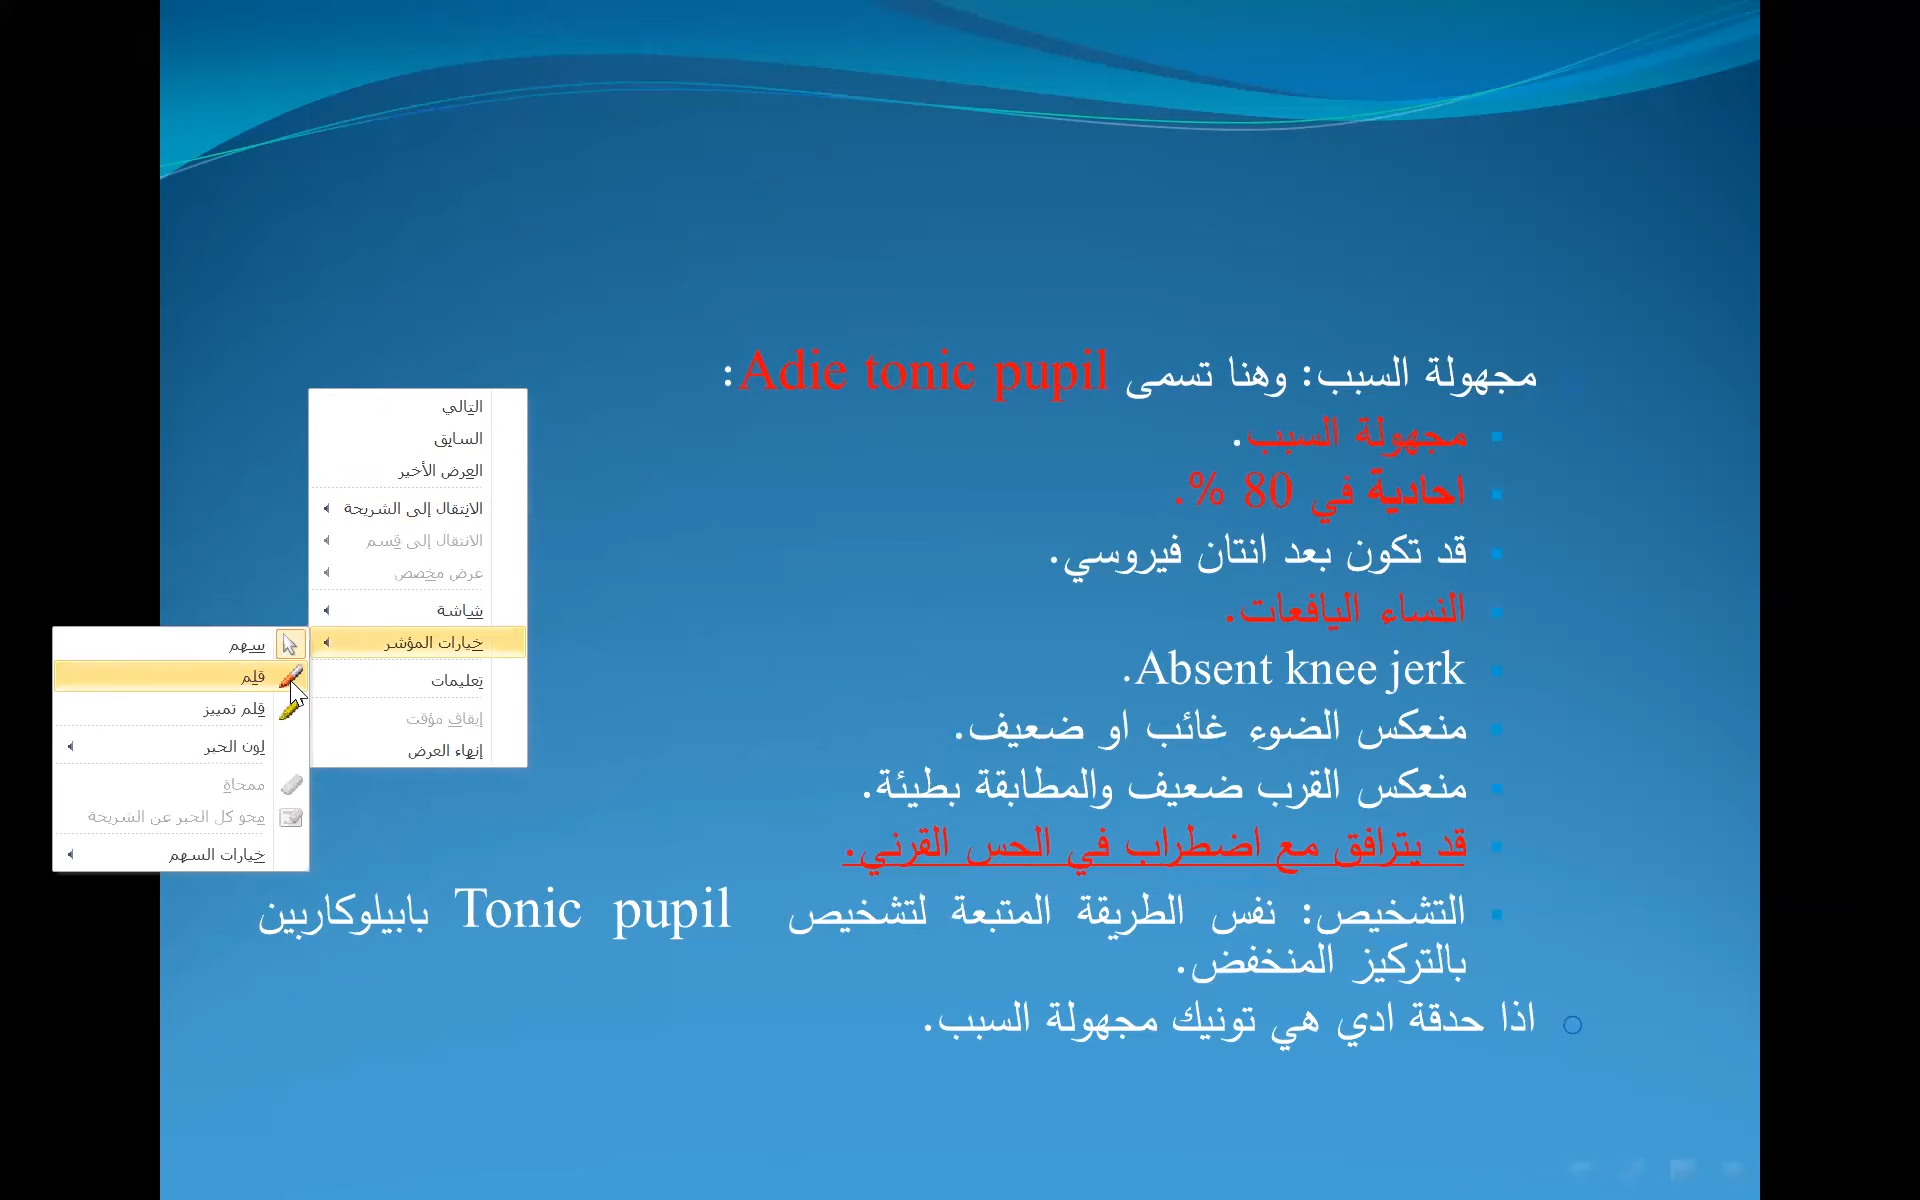 مجهولة السبب: وهنا تسمى Adie tonic pupil:
مجهولة السبب.
احادية في 80 %.
قد تكون بعد انتان فيروسي.
النساء اليافعات.
Absent knee jerk.
منعكس الضوء غائب او ضعيف.
منعكس القرب ضعيف والمطابقة بطيئة.
قد يترافق مع اضطراب في الحس القرني.
التشخيص: نفس الطريقة المتبعة لتشخيص Tonic pupil بابيلوكاربين
بالتركيز المنخفض.
اذا حدقة ادي هي تونيك مجهولة السبب.
التالي
السابق
العرض الأخير
الانتقال إلى الشريحة
الانتقال إلى قسم
عرض مخصص
شاشة
خيارات المؤشر
تعليمات
إيقاف مؤقت
إنهاء العرض
سهم
قلم
قلم تمييز
لون الحبر
ممحاة
محو كل الحبر عن الشريحة
خيارات السهم